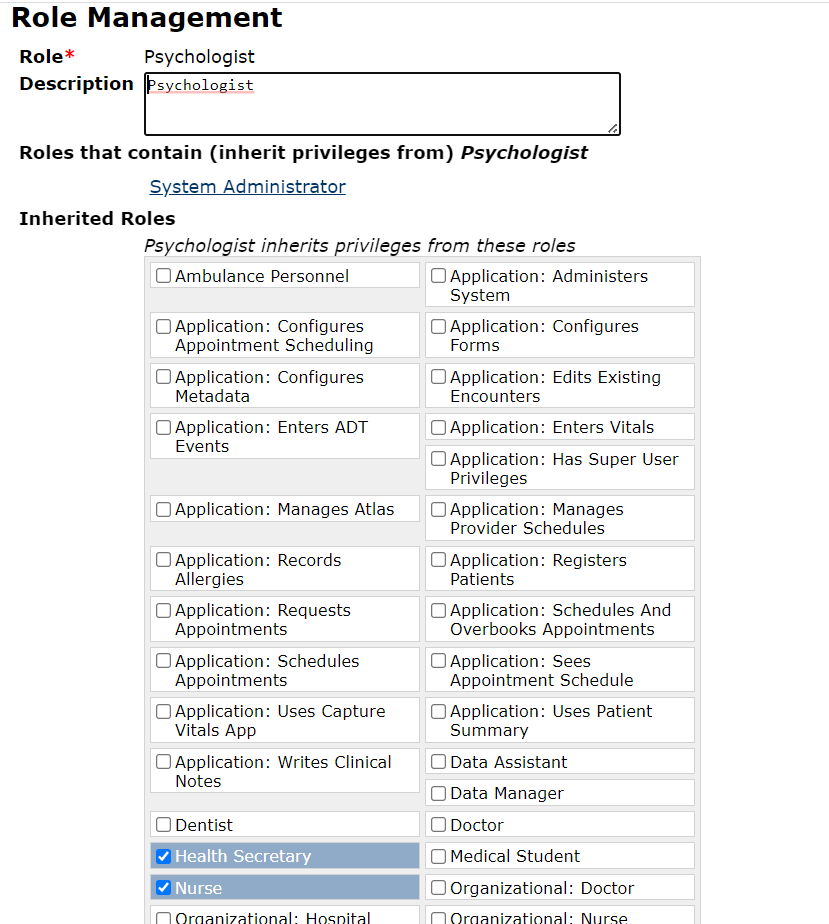 Role Management
Role*
Psychologist
Description
Psychologist
Roles that contain (inherit privileges from) Psychologist
System Administrator
Inherited Roles
Psychologist inherits privileges from these roles
Ambulance Personnel
Application: Administers
System
Application: Configures
Appointment Scheduling
Application: Configures
Forms
Application: Configures
Metadata
Application: Edits Existing
Encounters
Application: Enters ADT
Events
Application: Enters Vitals
Application: Has Super User
Privileges
Application: Manages Atlas
Application: Manages
Provider Schedules
Application: Records
Allergies
Application: Registers
Patients
Application: Requests
Appointments
Application: Schedules And
Overbooks Appointments
Application: Schedules
Appointments
Application: Sees
Appointment Schedule
Application: Uses Capture
Vitals App
Application: Uses Patient
Summary
Application: Writes Clinical
Notes
Data Assistant
Data Manager
Dentist
Doctor
Health Secretary
Medical Student
Nurse
Organizational: Doctor
Organizational: Hospital
Organizational: Nurse